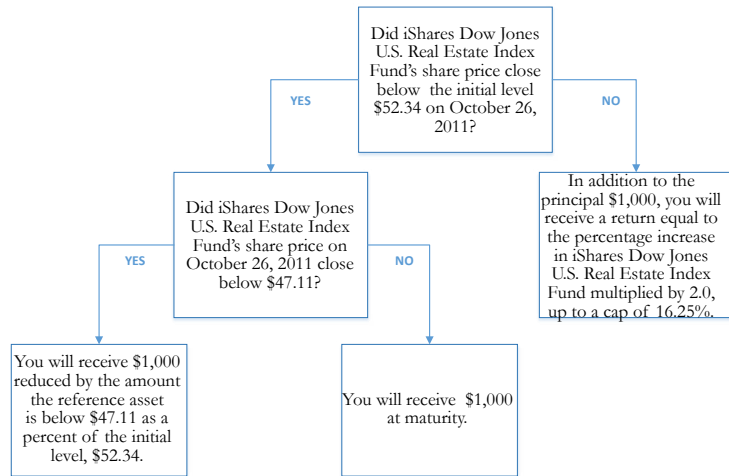 Did iShares Dow Jones
U.S. Real Estate Index
Fund's share price close
below the initial level
$52.34 on October 26,
2011?
YES
NO
Did iShares Dow Jones
U.S. Real Estate Index
Fund's share price on
October 26, 2011 close
below $47.11?
In addition to the
principal $1,000, you will
receive a return equal to
the percentage increase
in iShares Dow Jones
U.S. Real Estate Index
Fund multiplied by 2.0,
up to a cap of 16.25%.
YES
NO
You will receive $1,000
reduced by the amount
the reference asset
is below $47.11 as a
percent of the initial
level, $52.34.
You will receive $1,000
at maturity.